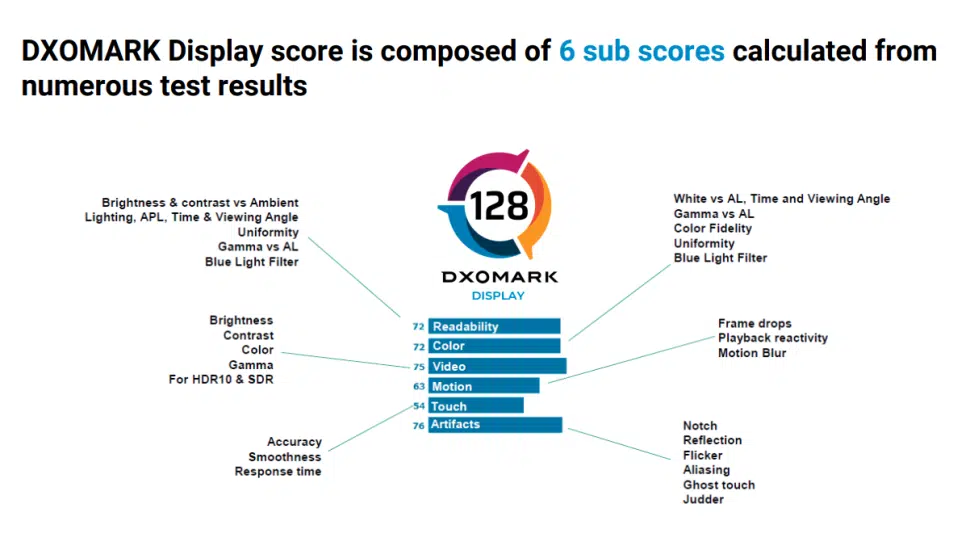 DXOMARK Display score is composed of 6 sub scores calculated from
numerous test results
128
DXOMARK
DISPLAY
Brightness & contrast vs Ambient
Lighting, APL, Time & Viewing Angle
Uniformity
Gamma vs AL
Blue Light Filter
White vs AL, Time and Viewing Angle
Gamma vs AL
Color Fidelity
Uniformity
Blue Light Filter
Brightness
Contrast
Color
Gamma
For HDR10 & SDR
72 Readability
72 Color
75 Video
63 Motion
54 Touch
76 Artifacts
Frame drops
Playback reactivity
Motion Blur
Accuracy
Smoothness
Response time
Notch
Reflection
Flicker
Aliasing
Ghost touch
Judder